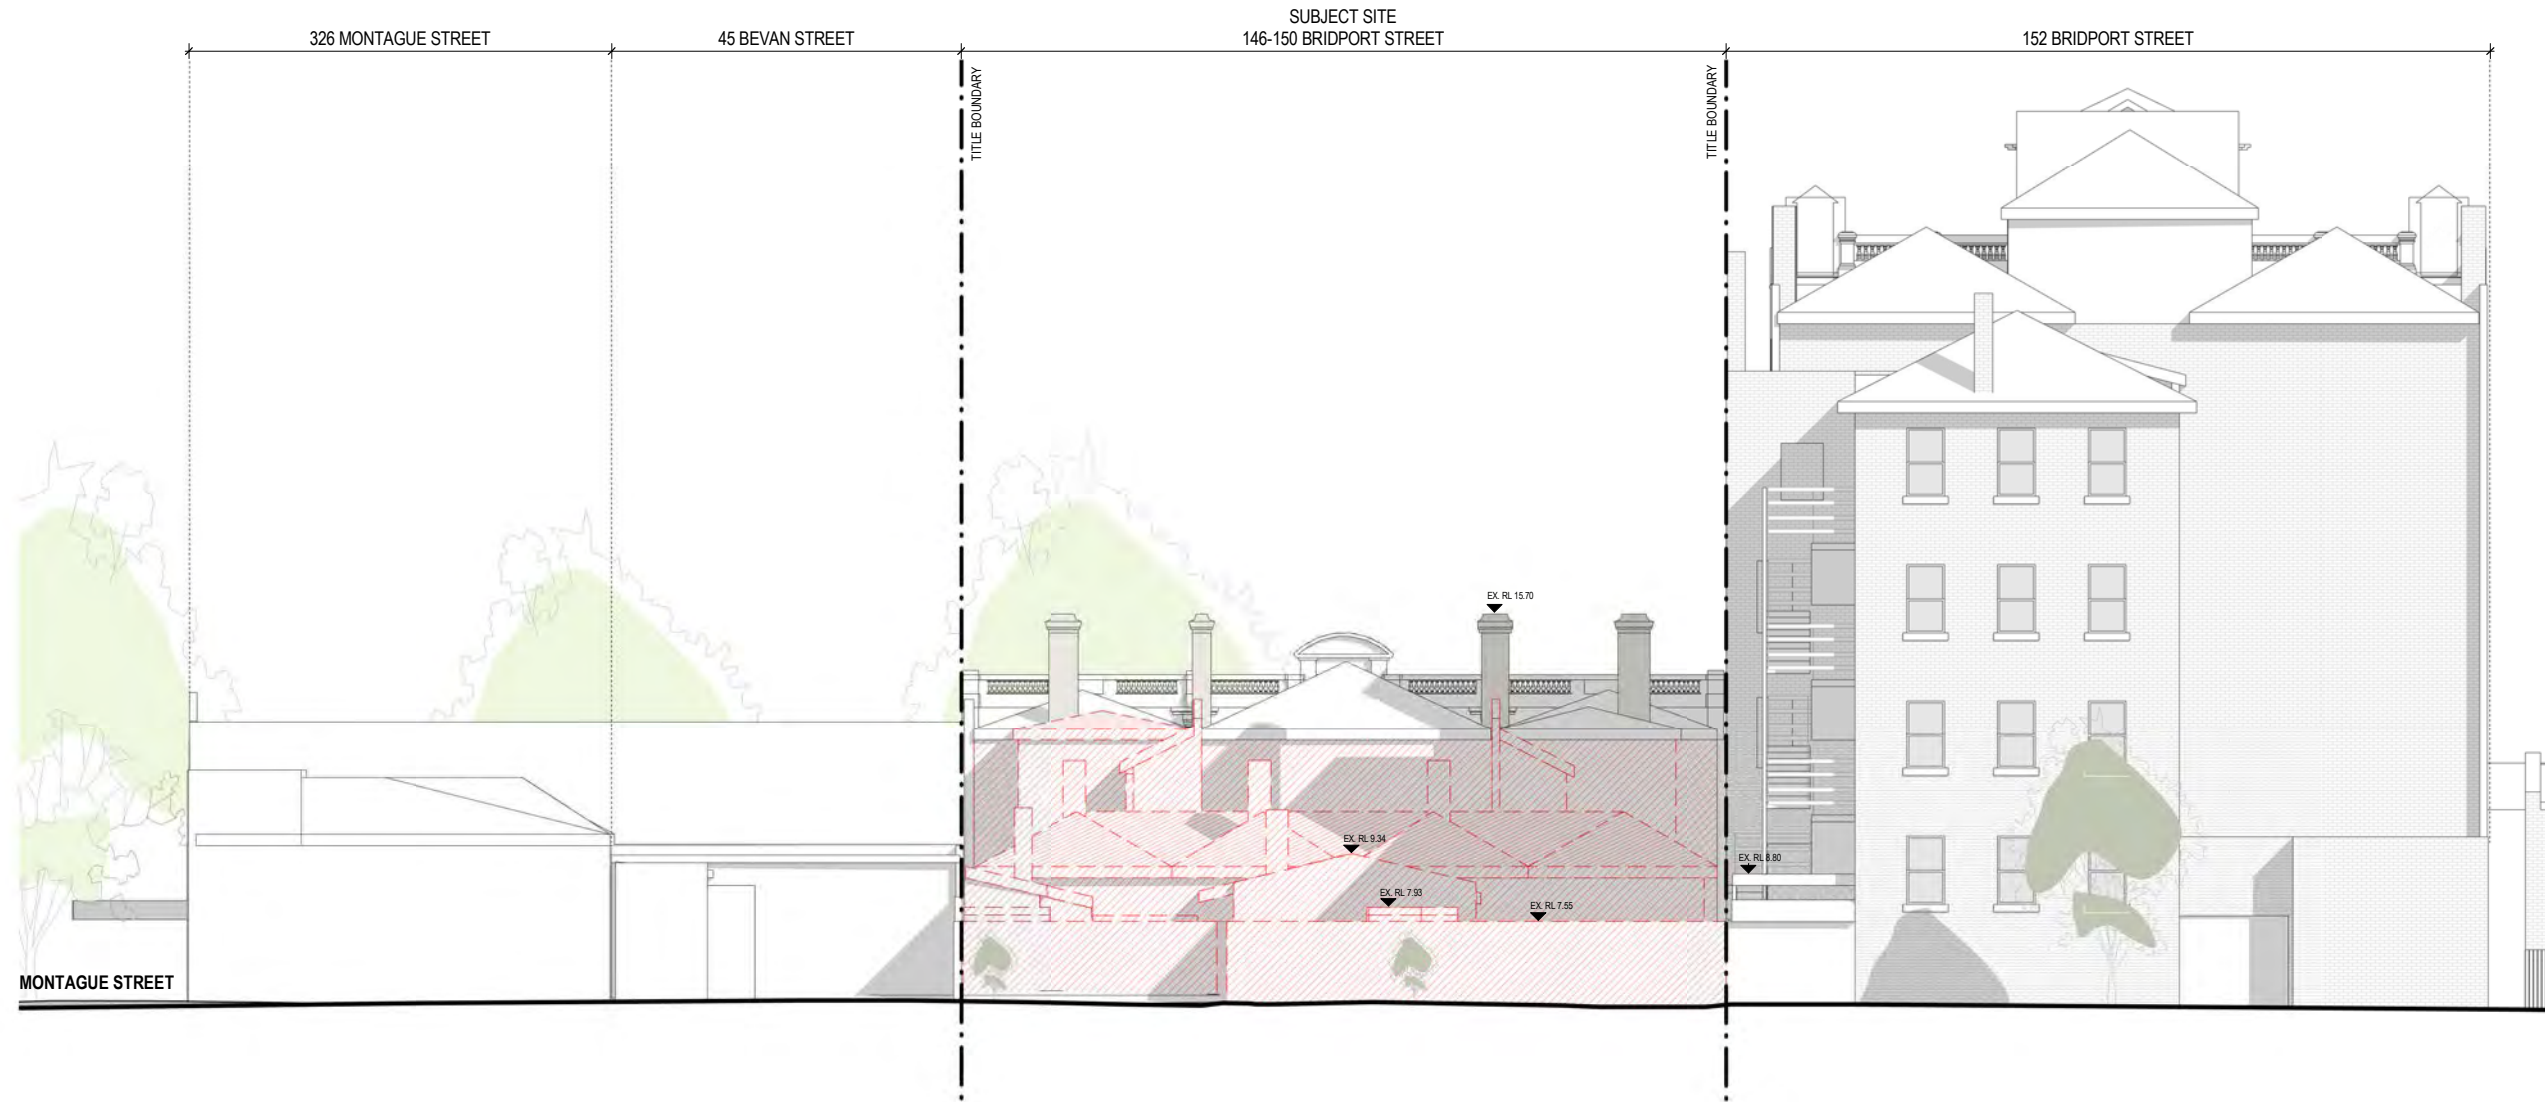 SUBJECT SITE
326 MONTAGUE STREET
45 BEVAN STREET
146-150 BRIDPORT STREET
152 BRIDPORT STREET
TITLE BOUNDARY
TITLE BOUNDARY
EX. RL 15.70
EX. RL 9.34
EX. RL 8.80
EX. RL 7.93
EX. RL 7.55
MONTAGUE STREET